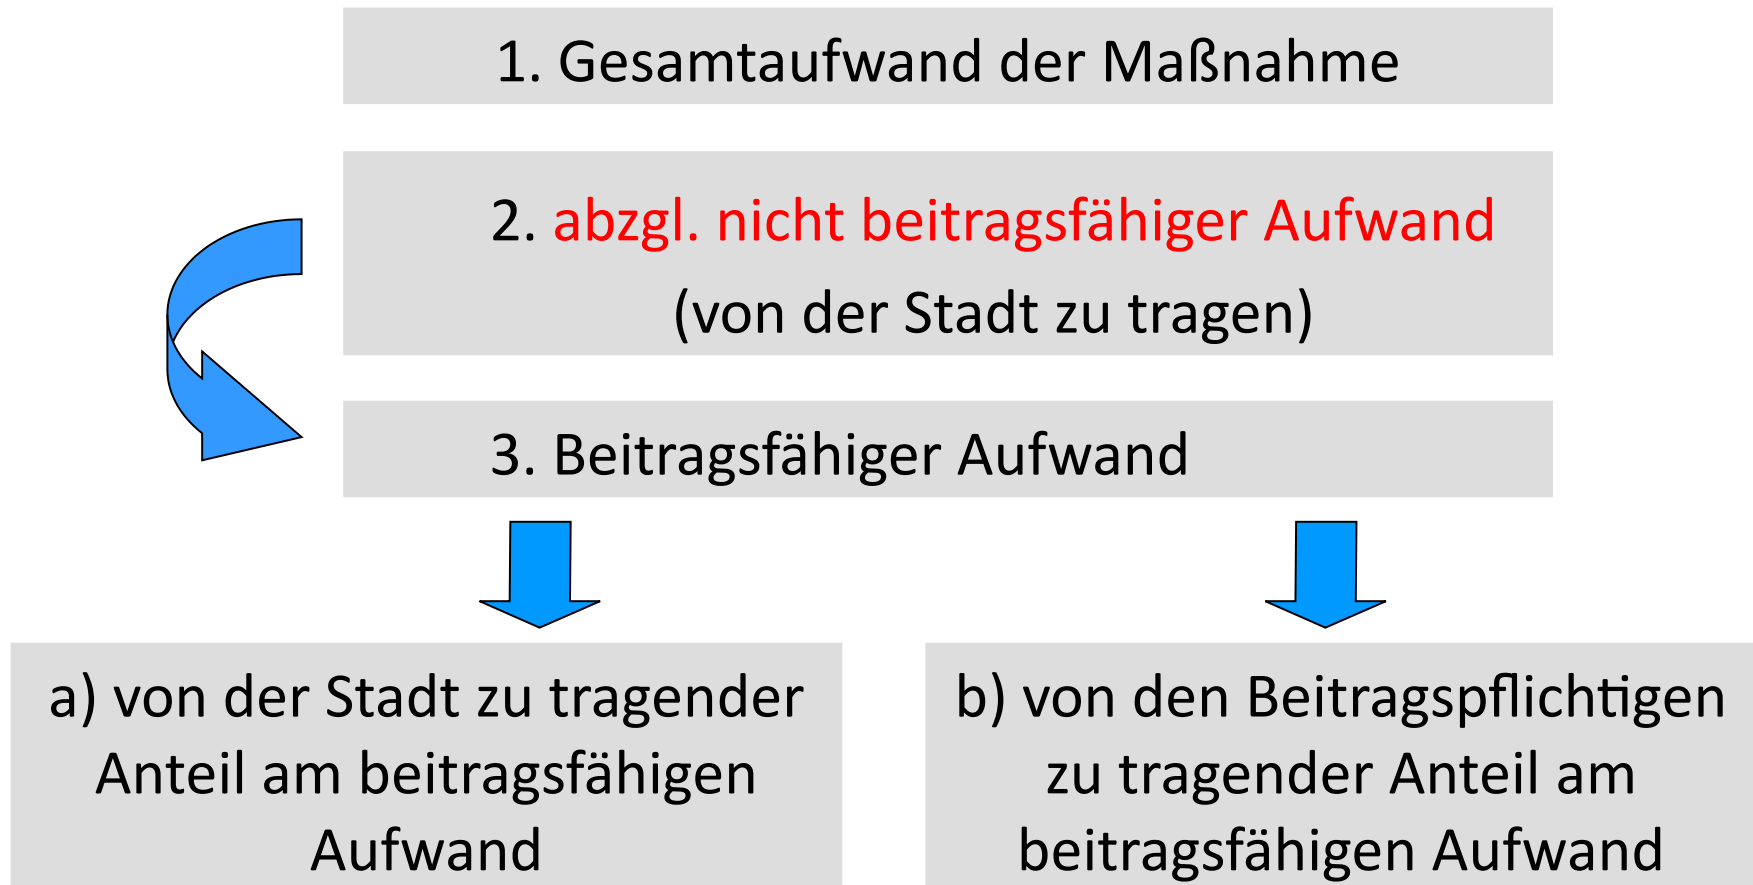 1. Gesamtaufwand der Maßnahme
2. abzgl. nicht beitragsfähiger Aufwand
(von der Stadt zu tragen)
3. Beitragsfähiger Aufwand
a) von der Stadt zu tragender
Anteil am beitragsfähigen
Aufwand
b) von den Beitragspflichtigen
zu tragender Anteil am
beitragsfähigen Aufwand